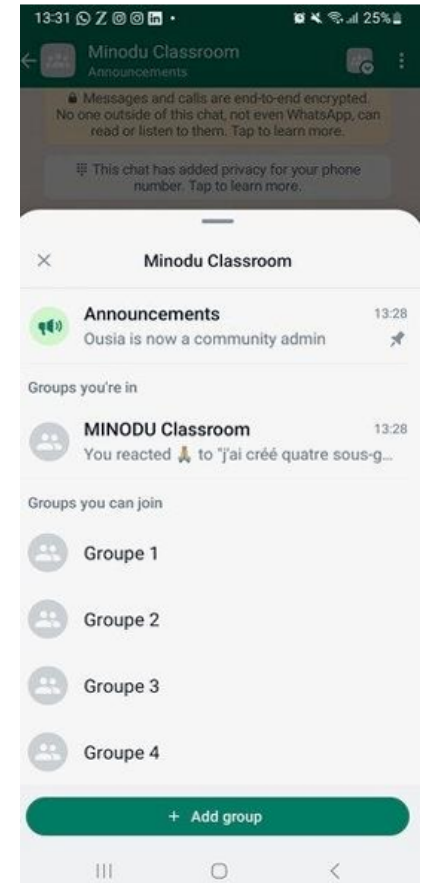 13:31 Z in • 25%
Minodu Classroom
Announcements
Messages and calls are end-to-end encrypted.
No one outside of this chat, not even WhatsApp, can
read or listen to them. Tap to learn more.
This chat has added privacy for your phone
number. Tap to learn more.
Minodu Classroom
Announcements 13:28
Ousia is now a community admin
Groups you're in
MINODU Classroom 13:28
You reacted 🙏🏼 to "j'ai créé quatre sous-g...
Groups you can join
Groupe 1
Groupe 2
Groupe 3
Groupe 4
+ Add group